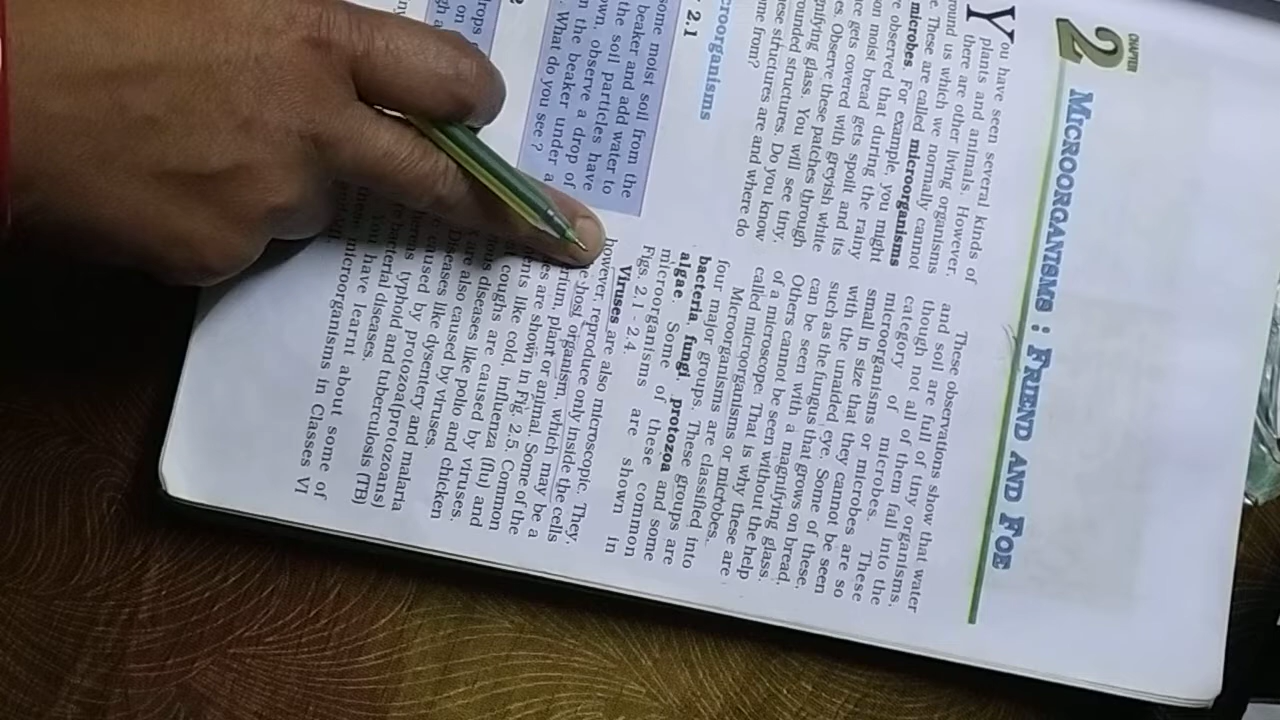 CHAPTER
2
MICROORGANISMS : FRIEND AND FOE
You have seen several kinds of
plants and animals. However,
there are other living organisms
round us which we normally cannot
e. These are called microorganisms
microbes. For example, you might
e observed that during the rainy
on moist bread gets spoilt and its
ce gets covered with greyish white
es. Observe these patches through
gnifying glass. You will see tiny,
rounded structures. Do you know
ese structures are and where do
me from?
croorganisms
2.1
some moist soil from the
beaker and add water to
the soil particles have
wn, observe a drop of
n the beaker under a
. What do you see ?
These observations show that water
and soil are full of tiny organisms,
though not all of them fall into the
category of microbes. These
microorganisms or microbes are so
small in size that they cannot be seen
with the unaided eye. Some of these,
such as the fungus that grows on bread,
can be seen with a magnifying glass.
Others cannot be seen without the help
of a microscope. That is why these are
called microorganisms or microbes.
Microorganisms are classified into
four major groups. These groups are
bacteria, fungi, protozoa and some
algae. Some of these common
microorganisms are shown in
Figs. 2.1 - 2.4.
Viruses are also microscopic. They,
however, reproduce only inside the cells
host organism, which may be a
rium, plant or animal. Some of the
es are shown in Fig. 2.5. Common
ents like cold, influenza (flu) and
coughs are caused by viruses.
ous diseases like polio and chicken
are also caused by viruses.
Diseases like dysentery and malaria
caused by protozoa(protozoans)
typhoid and tuberculosis (TB)
bacterial diseases.
You have learnt about some of
microorganisms in Classes VI